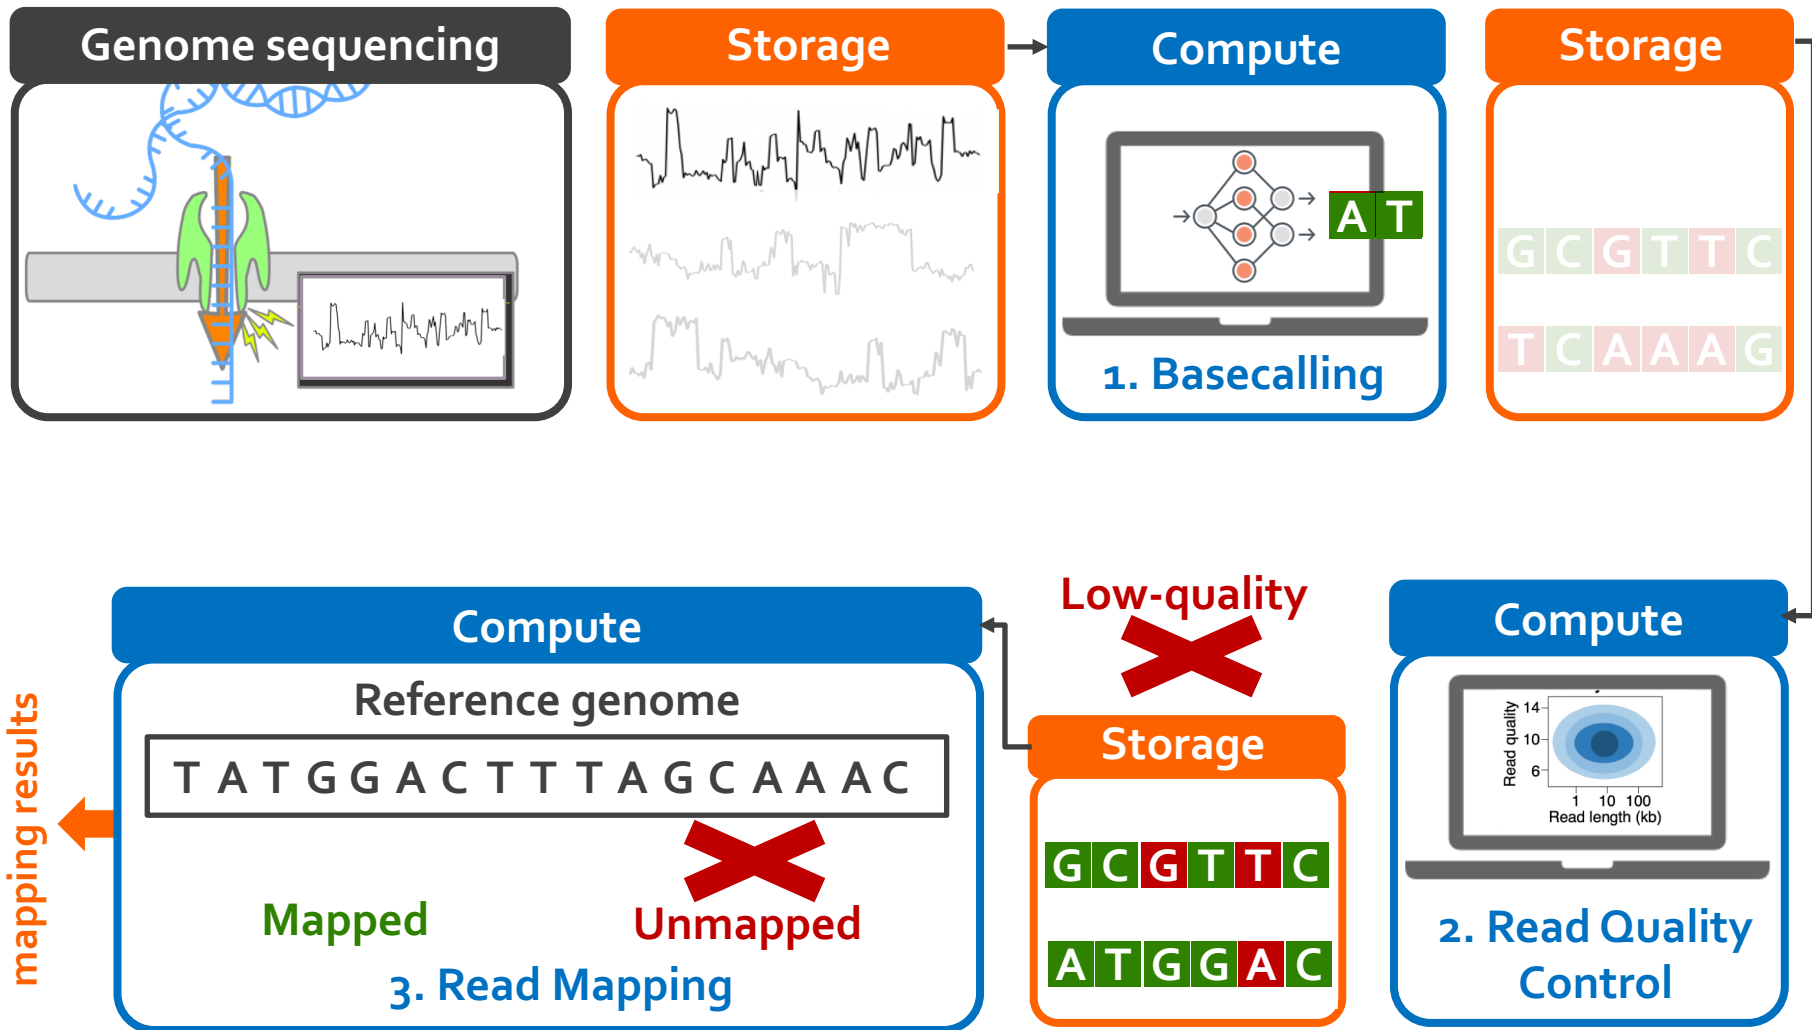 Genome sequencing
Storage
Compute
Storage
A T
G C G T T C
T C A A A G
1. Basecalling
Low-quality
Compute
Compute
Reference genome
T A T G G A C T T T A G C A A A C
Storage
Read quality
14
10
6
1 10 100
Read length (kb)
mapping results
G C G T T C
Mapped
Unmapped
A T G G A C
3. Read Mapping
2. Read Quality
Control